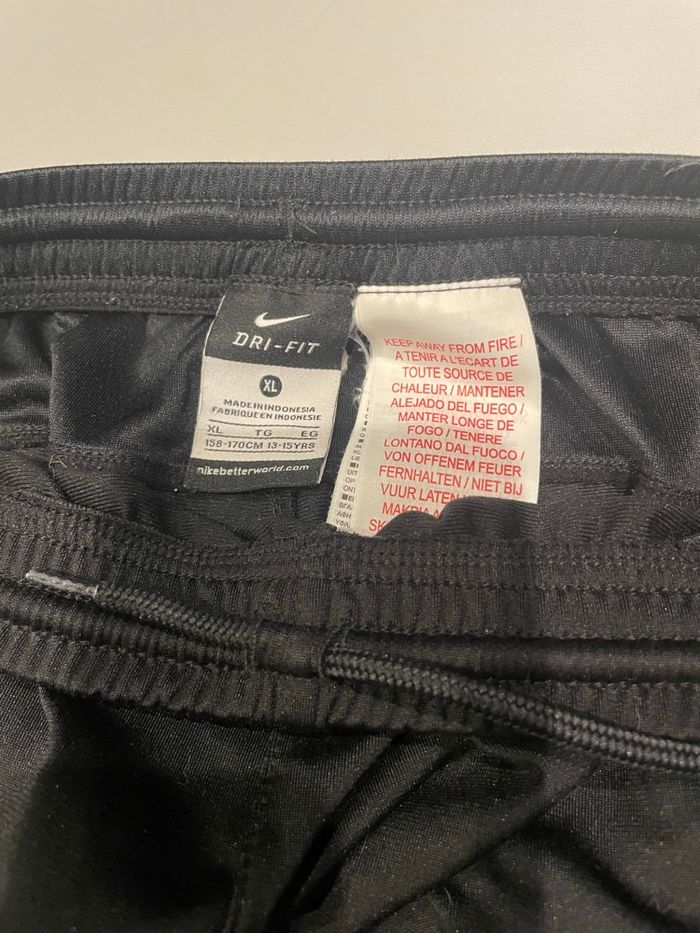 DRI-FIT
XL
MADE IN INDONESIA
FABRIQUE EN INDONESIE
XL TG EG
158-170CM 13-15YRS
nikebetterworld.com
KEEP AWAY FROM FIRE /
A TENIR A L'ECART DE
TOUTE SOURCE DE
CHALEUR / MANTENER
ALEJADO DEL FUEGO /
MANTER LONGE DE
FOGO / TENERE
LONTANO DAL FUOCO /
VON OFFENEM FEUER
FERNHALTEN / NIET BIJ
VUUR LATEN